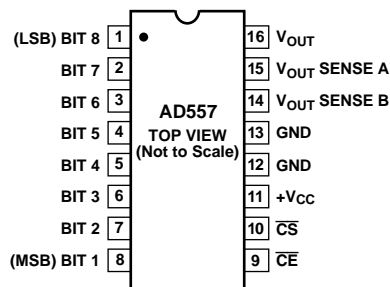 (LSB) BIT 8 1 16 VOUT
BIT 7 2 15 VOUT SENSE A
BIT 6 3 14 VOUT SENSE B
BIT 5 4 13 GND
BIT 4 5 12 GND
BIT 3 6 11 +VCC
BIT 2 7 10 C̅S̅
(MSB) BIT 1 8 9 C̅E̅
AD557
TOP VIEW
(Not to Scale)